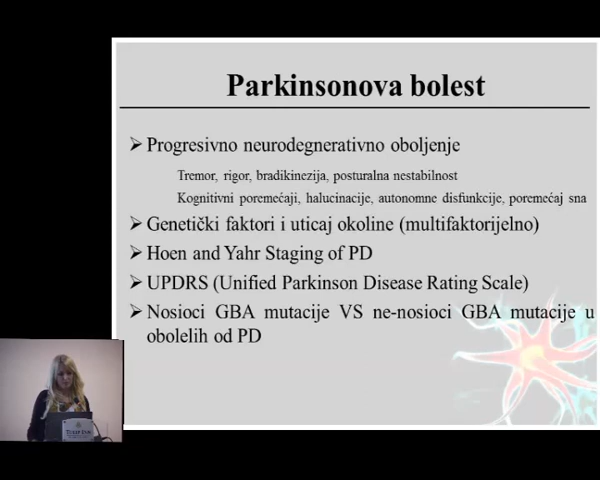 Parkinsonova bolest
➢ Progresivno neurodegnerativno oboljenje
Tremor, rigor, bradikinezija, posturalna nestabilnost
Kognitivni poremećaji, halucinacije, autonomne disfunkcije, poremećaj sna
➢ Genetički faktori i uticaj okoline (multifaktorijelno)
➢ Hoen and Yahr Staging of PD
➢ UPDRS (Unified Parkinson Disease Rating Scale)
➢ Nosioci GBA mutacije VS ne-nosioci GBA mutacije u
obolelih od PD